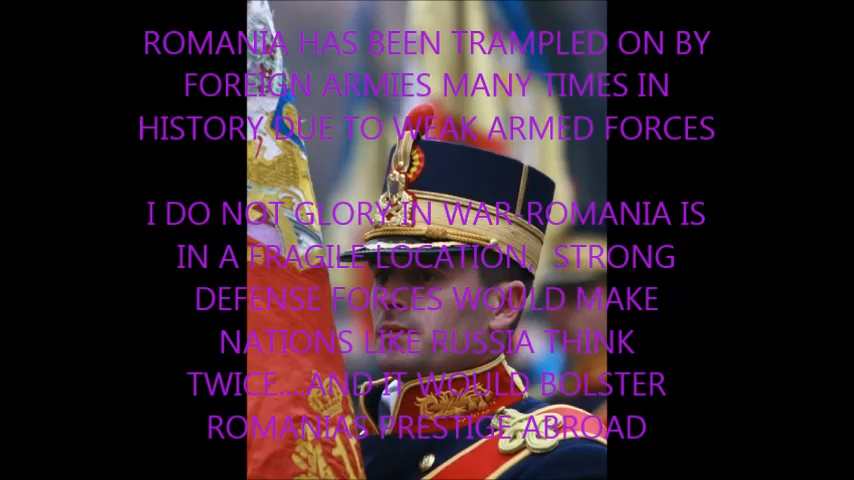 ROMANIA HAS BEEN TRAMPLED ON BY
FOREIGN ARMIES MANY TIMES IN
HISTORY DUE TO WEAK ARMED FORCES
I DO NOT GLORY IN WAR-ROMANIA IS
IN A FRAGILE LOCATION, STRONG
DEFENSE FORCES WOULD MAKE
NATIONS LIKE RUSSIA THINK
TWICE....AND IT WOULD BOLSTER
ROMANIAS PRESTIGE ABROAD